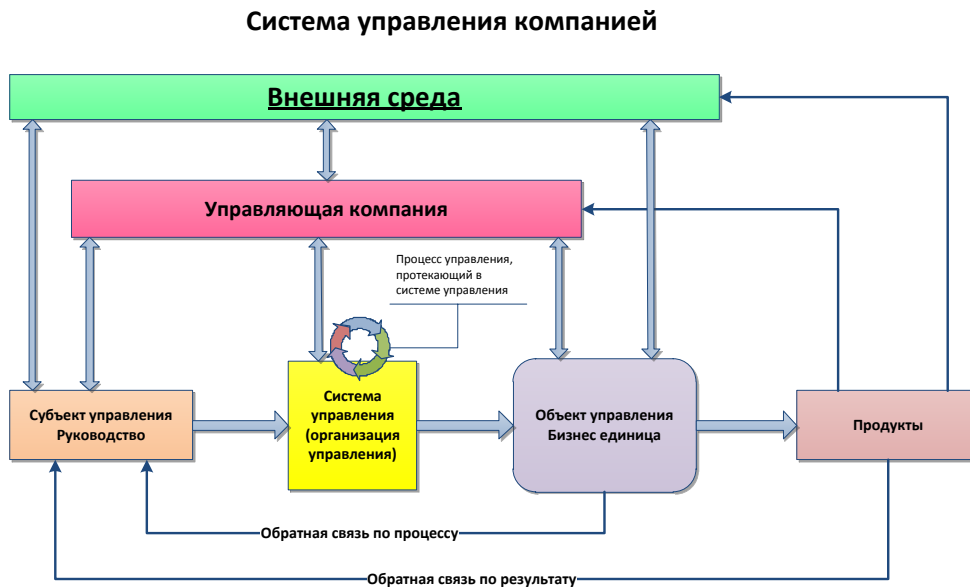 Система управления компанией
Внешняя среда
Управляющая компания
Процесс управления,
протекающий в
системе управления
Субъект управления
Руководство
Система
управления
(организация
управления)
Объект управления
Бизнес единица
Продукты
Обратная связь по процессу
Обратная связь по результату